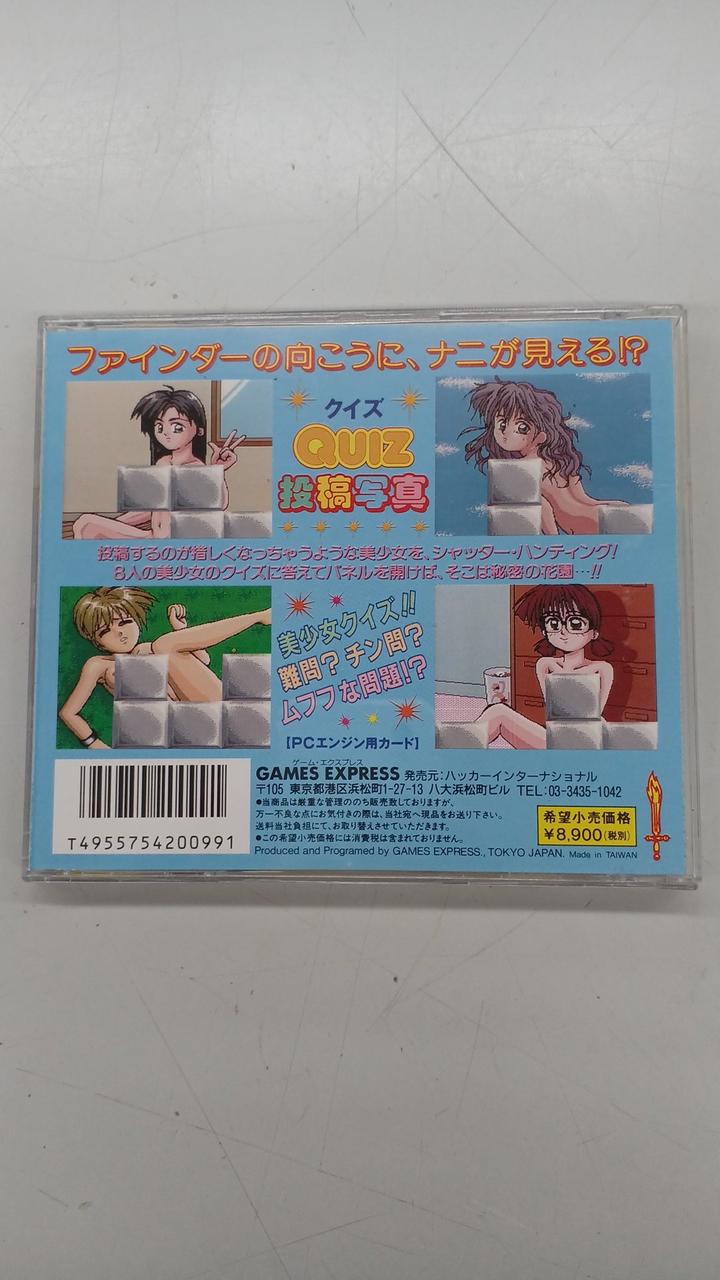 ファインダーの向こうに、ナニが見える!?
クイズ
QUIZ
投稿写真
投稿するのが惜しくなっちゃうような美少女を、シャッター・ハンティング!
8人の美少女のクイズに答えてパネルを開けば、そこは秘密の花園…!!
美少女クイズ!!
難問?チン問?
ムフフな問題!?
【PCエンジン用カード】
ゲーム・エクスプレス
GAMES EXPRESS 発売元:ハッカーインターナショナル
〒105 東京都港区浜松町1-27-13 八大浜松町ビル TEL:03-3435-1042
●当商品は厳重な管理ののち販売致しておりますが、
万一不良な点にお気付きの際は、当社宛へ現品をお送り下さい。
送料当社負担にて、お取り替えさせていただきます。
●この希望小売価格には消費税は含まれておりません。
Produced and Programed by GAMES EXPRESS., TOKYO JAPAN. Made in TAIWAN
希望小売価格
¥8,900(税別)
T4955754200991